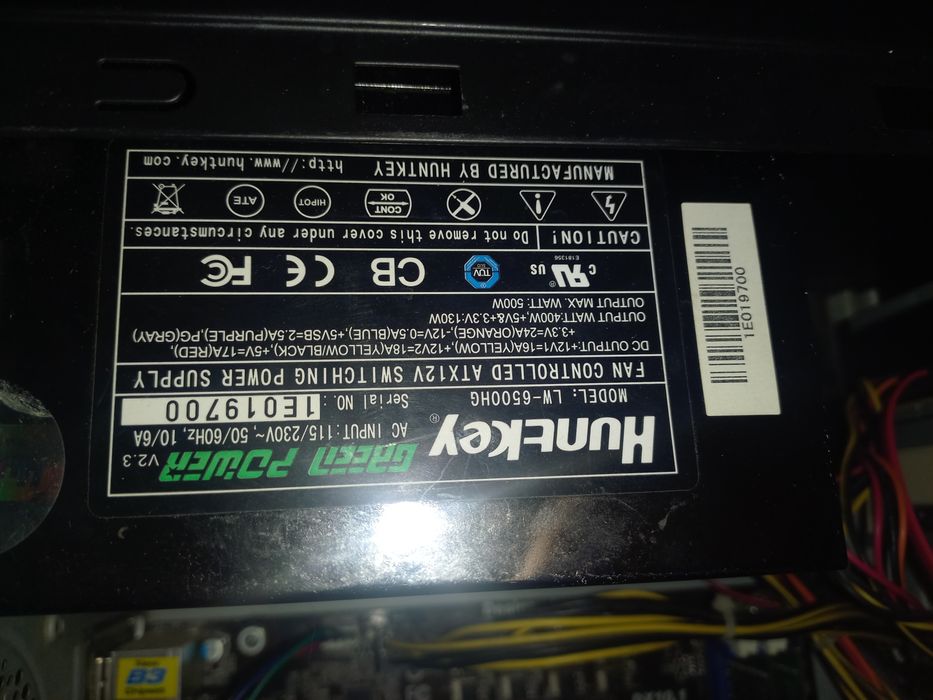 HUNTKEY® GREEN POWER V2.3
AC INPUT:115/230V~, 50/60Hz, 10/6A
MODEL: LW-6500HG Serial NO.: 1E019700
FAN CONTROLLED ATX12V SWITCHING POWER SUPPLY
DC OUTPUT:+12V1=16A(YELLOW),+12V2=18A(YELLOW/BLACK),+5V=17A(RED),
+3.3V=24A(ORANGE),-12V=0.5A(BLUE),+5VSB=2.5A(PURPLE),PG(GRAY)
OUTPUT WATT:400W,+5V&+3.3V:130W
OUTPUT MAX. WATT: 500W
C UL® US E181356 TÜV CB CE FC
CAUTION! Do not remove this cover under any circumstances.
CONT OK HIPOT ATE
MANUFACTURED BY HUNTKEY http://www.huntkey.com
1E019700
B3